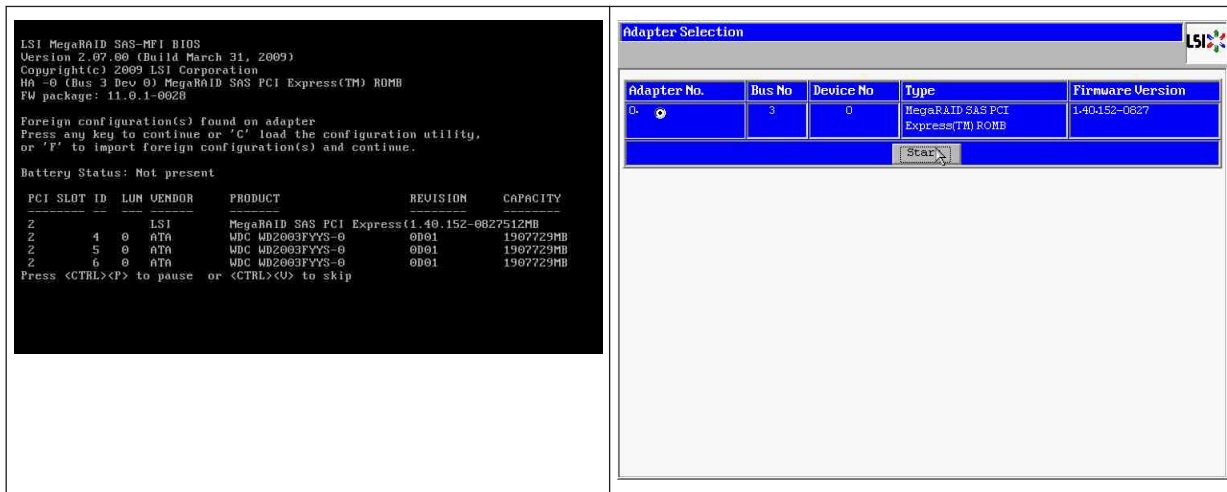 LSI MegaRAID SAS-MFI BIOS
Version 2.07.00 (Build March 31, 2009)
Copyright(c) 2009 LSI Corporation
HA -0 (Bus 3 Dev 0) MegaRAID SAS PCI Express(TM) ROMB
FW package: 11.0.1-0028
Foreign configuration(s) found on adapter
Press any key to continue or 'C' load the configuration utility,
or 'F' to import foreign configuration(s) and continue.
Battery Status: Not present
PCI SLOT ID LUN VENDOR PRODUCT REVISION CAPACITY
-------- -- --- ------ ------- -------- --------
2 LSI MegaRAID SAS PCI Express(1.40.152-0827512MB
2 4 0 ATA WDC WD2003FYYS-0 0D01 1907729MB
2 5 0 ATA WDC WD2003FYYS-0 0D01 1907729MB
2 6 0 ATA WDC WD2003FYYS-0 0D01 1907729MB
Press <CTRL><P> to pause or <CTRL><V> to skip
Adapter Selection
LSI
Adapter No. Bus No Device No Type Firmware Version
0. 3 0 MegaRAID SAS PCI 1.40.152-0827
Express(TM) ROMB
Start